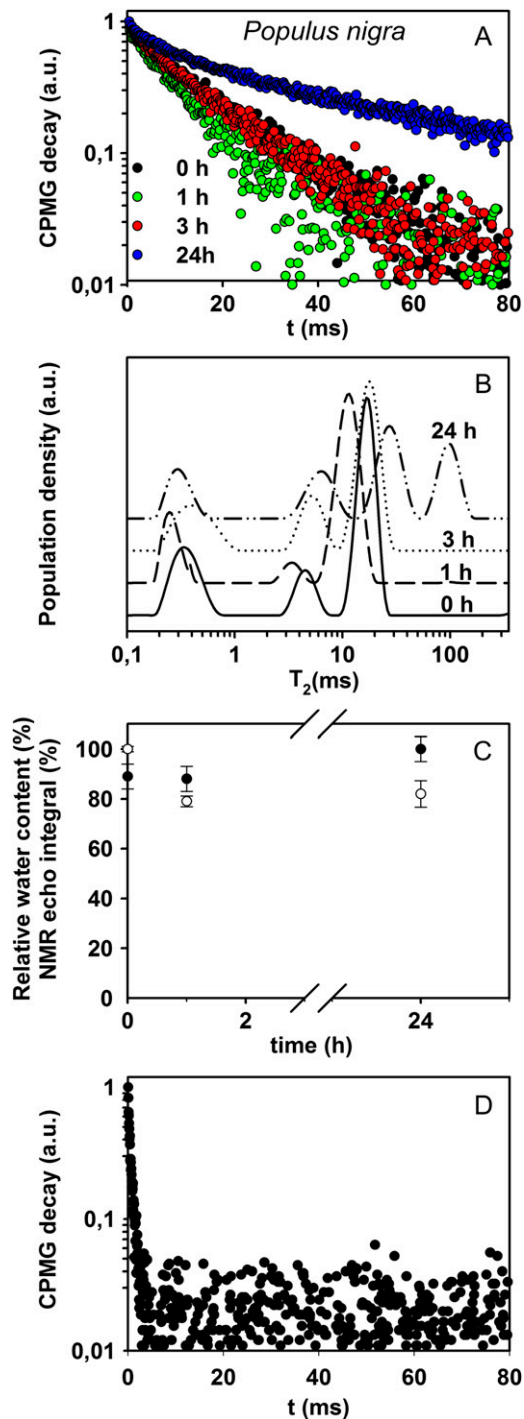 Populus nigra
A
CPMG decay (a.u.)
1
0,1
0,01
0 h
1 h
3 h
24h
0 20 40 60 80
t (ms)
B
Population density (a.u.)
24 h
3 h
1 h
0 h
0,1 1 10 100
T2(ms)
C
Relative water content (%)
NMR echo integral (%)
100
80
60
40
20
0
0 2 24
time (h)
D
CPMG decay (a.u.)
1
0,1
0,01
0 20 40 60 80
t (ms)